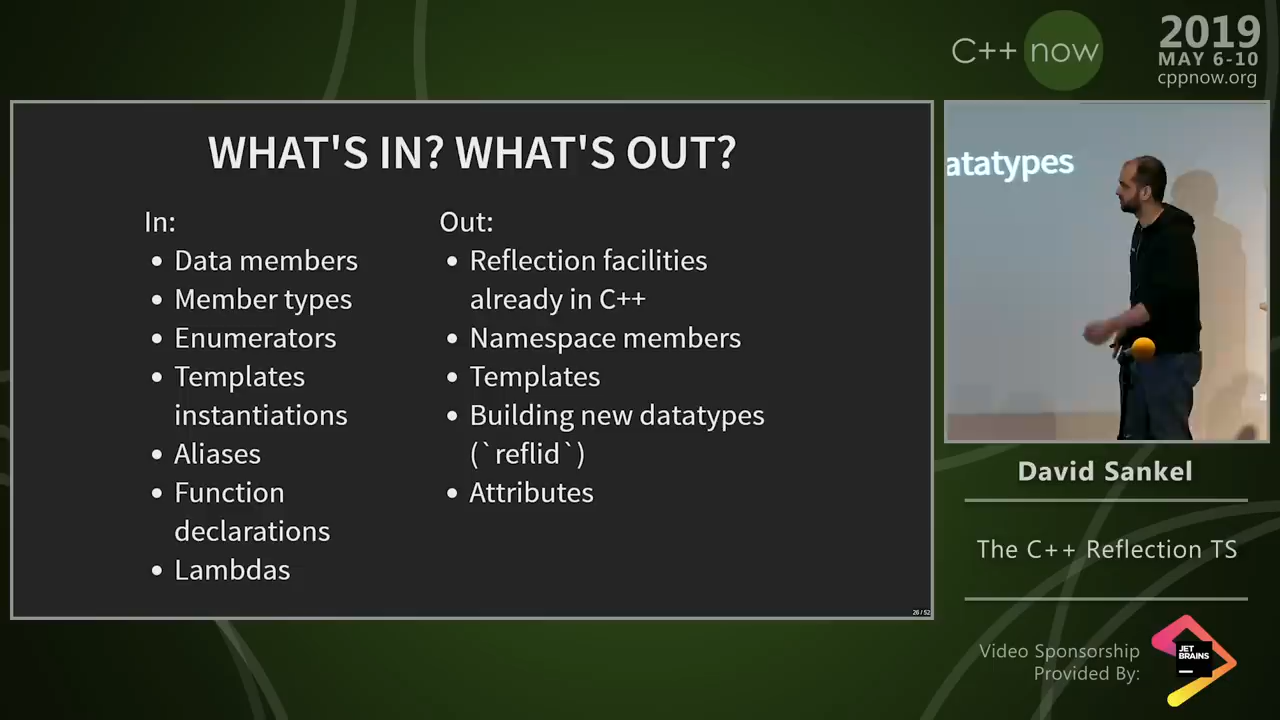 C++ now
2019
MAY 6-10
cppnow.org
WHAT'S IN? WHAT'S OUT?
In:
• Data members
• Member types
• Enumerators
• Templates
instantiations
• Aliases
• Function
declarations
• Lambdas
Out:
• Reflection facilities
already in C++
• Namespace members
• Templates
• Building new datatypes
(`reflid`)
• Attributes
26 / 52
atatypes
David Sankel
The C++ Reflection TS
Video Sponsorship
Provided By:
JET
BRAINS